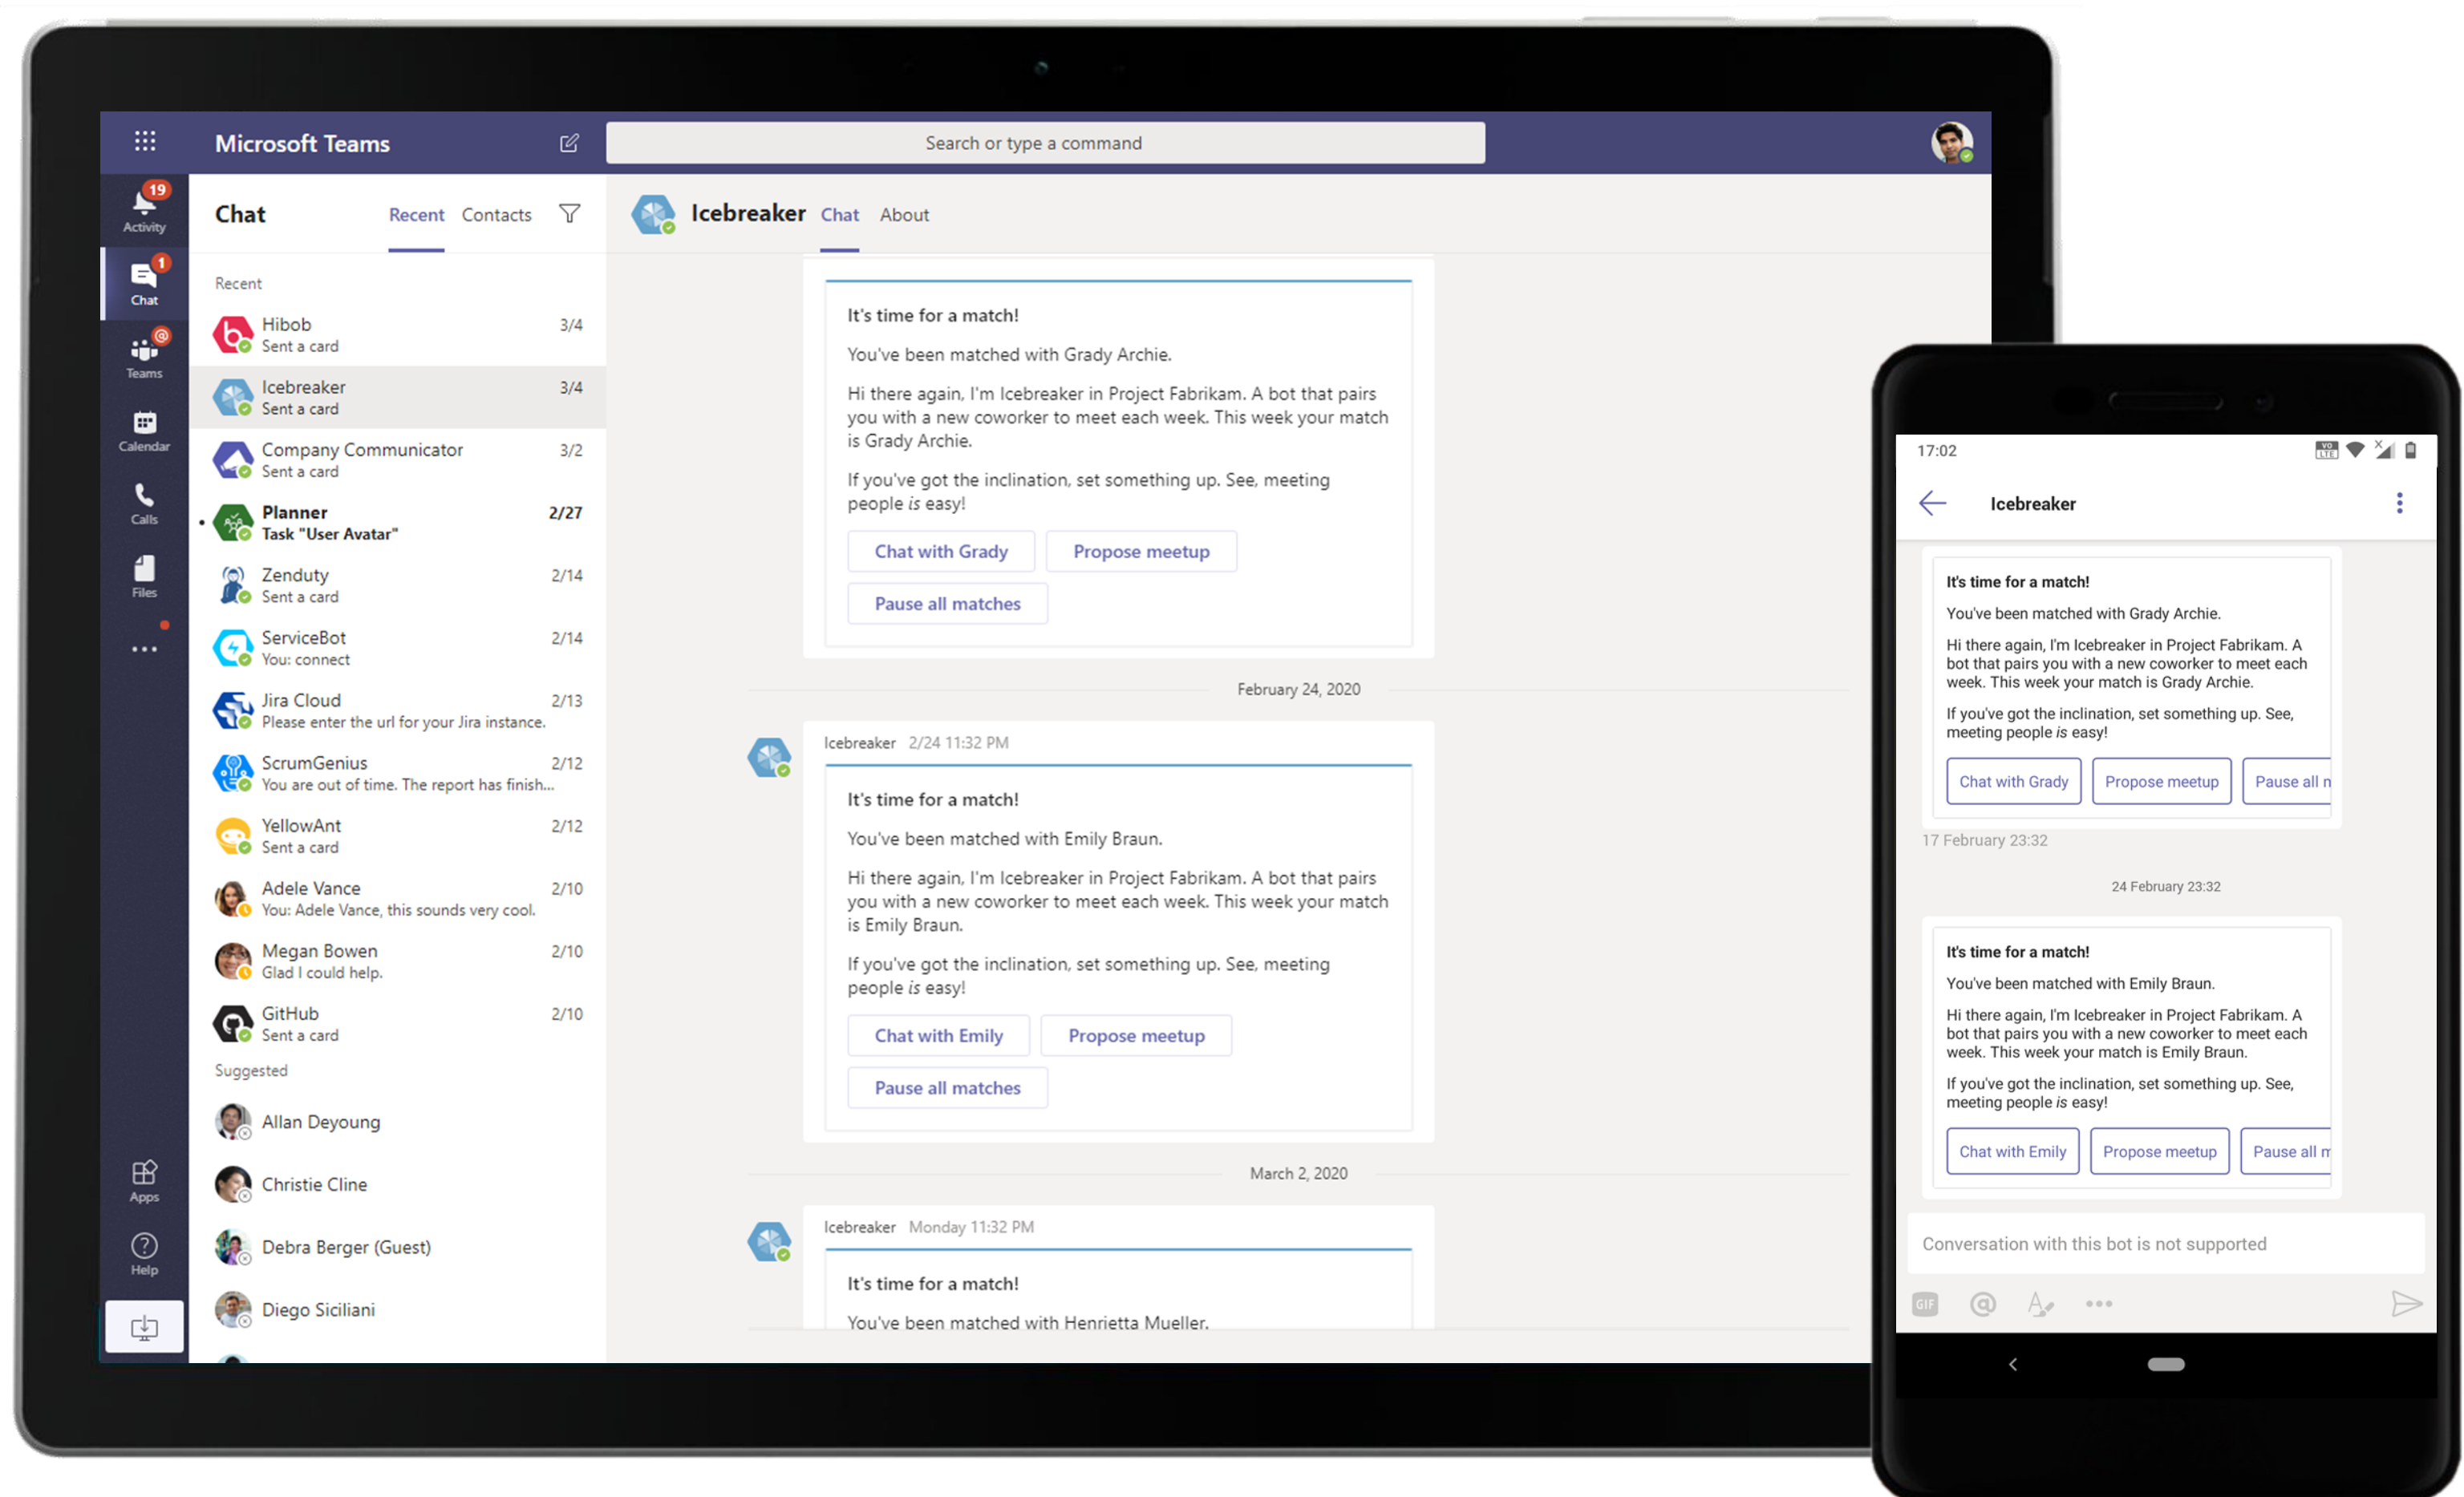 Microsoft Teams
Search or type a command
19
Activity
1
Chat
@
Teams
Calendar
Calls
Files
Apps
Help
Chat
Recent
Contacts
Recent
Hibob
3/4
Sent a card
Icebreaker
3/4
Sent a card
Company Communicator
3/2
Sent a card
Planner
2/27
Task "User Avatar"
Zenduty
2/14
Sent a card
ServiceBot
2/14
You: connect
Jira Cloud
2/13
Please enter the url for your Jira instance.
ScrumGenius
2/12
You are out of time. The report has finish...
YellowAnt
2/12
Sent a card
Adele Vance
2/10
You: Adele Vance, this sounds very cool.
Megan Bowen
2/10
Glad I could help.
GitHub
2/10
Sent a card
Suggested
Allan Deyoung
Christie Cline
Debra Berger (Guest)
Diego Siciliani
Icebreaker
Chat
About
It's time for a match!
You've been matched with Grady Archie.
Hi there again, I'm Icebreaker in Project Fabrikam. A bot that pairs
you with a new coworker to meet each week. This week your match
is Grady Archie.
If you've got the inclination, set something up. See, meeting
people is easy!
Chat with Grady
Propose meetup
Pause all matches
February 24, 2020
Icebreaker 2/24 11:32 PM
It's time for a match!
You've been matched with Emily Braun.
Hi there again, I'm Icebreaker in Project Fabrikam. A bot that pairs
you with a new coworker to meet each week. This week your match
is Emily Braun.
If you've got the inclination, set something up. See, meeting
people is easy!
Chat with Emily
Propose meetup
Pause all matches
March 2, 2020
Icebreaker Monday 11:32 PM
It's time for a match!
You've been matched with Henrietta Mueller.
17:02
VO
LTE
Icebreaker
It's time for a match!
You've been matched with Grady Archie.
Hi there again, I'm Icebreaker in Project Fabrikam. A
bot that pairs you with a new coworker to meet each
week. This week your match is Grady Archie.
If you've got the inclination, set something up. See,
meeting people is easy!
Chat with Grady
Propose meetup
Pause all m
17 February 23:32
24 February 23:32
It's time for a match!
You've been matched with Emily Braun.
Hi there again, I'm Icebreaker in Project Fabrikam. A
bot that pairs you with a new coworker to meet each
week. This week your match is Emily Braun.
If you've got the inclination, set something up. See,
meeting people is easy!
Chat with Emily
Propose meetup
Pause all m
Conversation with this bot is not supported
GIF
@